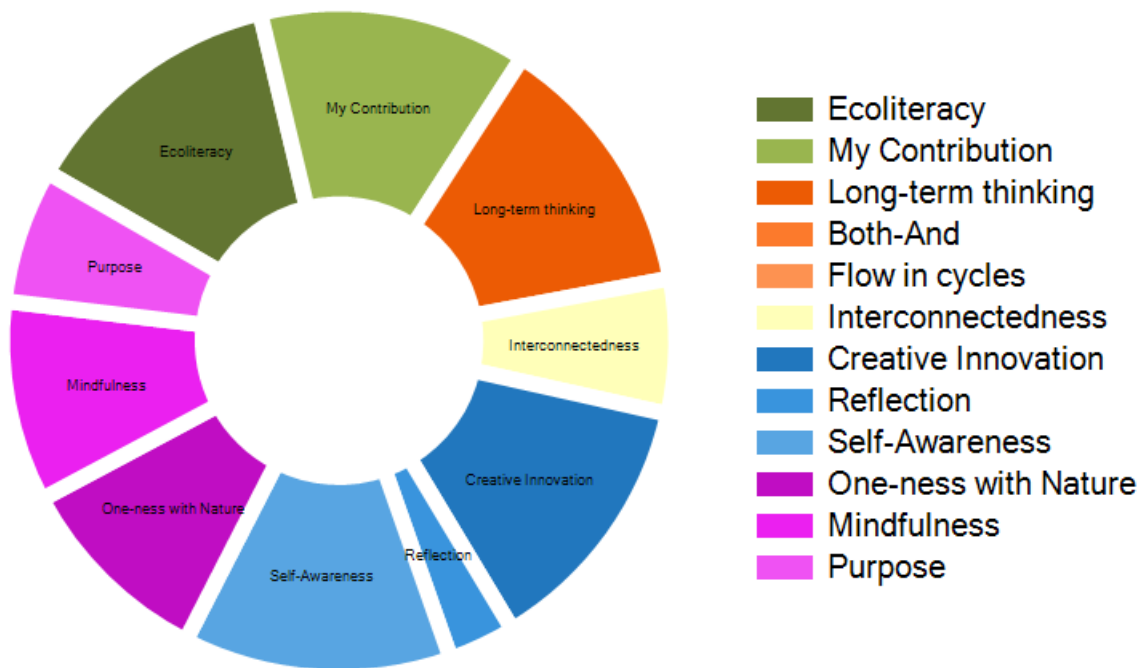 My Contribution
Ecoliteracy
Long-term thinking
Purpose
Interconnectedness
Mindfulness
Creative Innovation
One-ness with Nature
Reflection
Self-Awareness
Ecoliteracy
My Contribution
Long-term thinking
Both-And
Flow in cycles
Interconnectedness
Creative Innovation
Reflection
Self-Awareness
One-ness with Nature
Mindfulness
Purpose